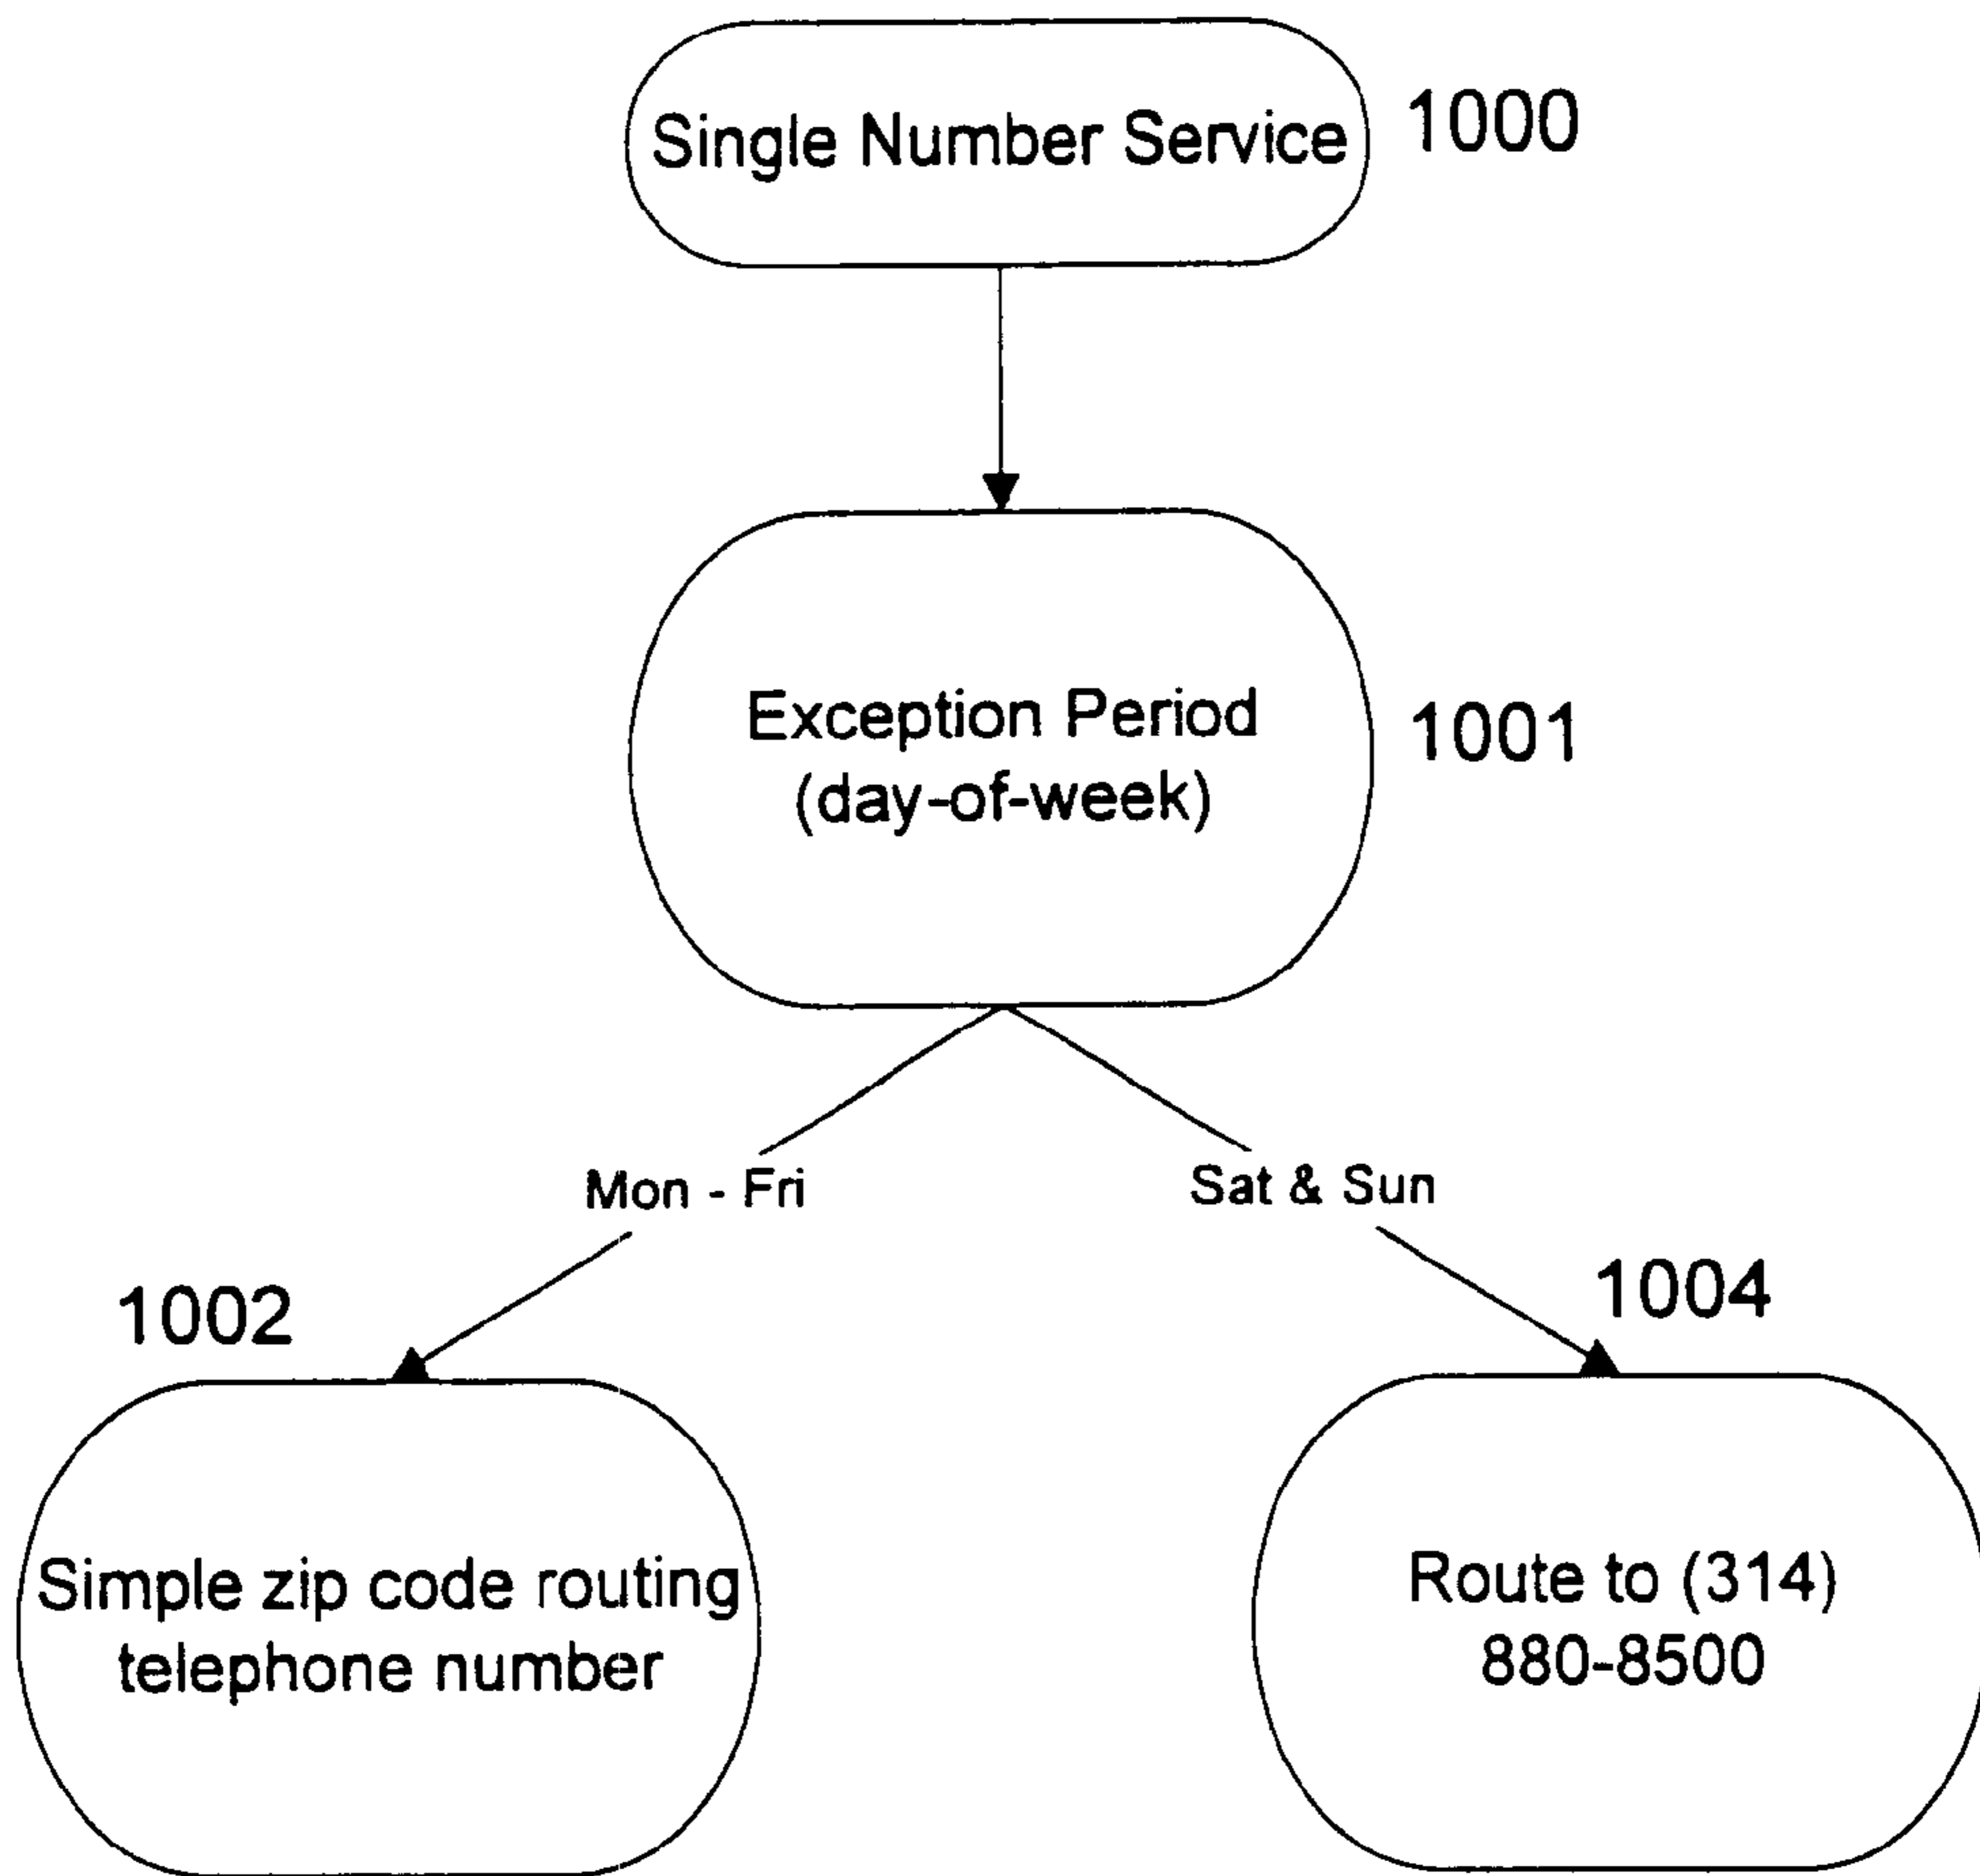 Single Number Service
1000
Exception Period
(day-of-week)
1001
Mon - Fri
Sat & Sun
1002
1004
Simple zip code routing
telephone number
Route to (314)
880-8500